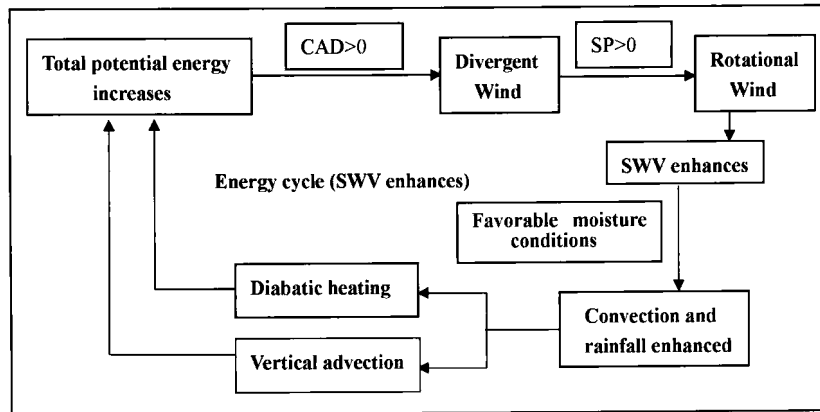 CAD>0
SP>0
Total potential energy
increases
Divergent
Wind
Rotational
Wind
SWV enhances
Energy cycle (SWV enhances)
Favorable moisture
conditions
Diabatic heating
Convection and
rainfall enhanced
Vertical advection